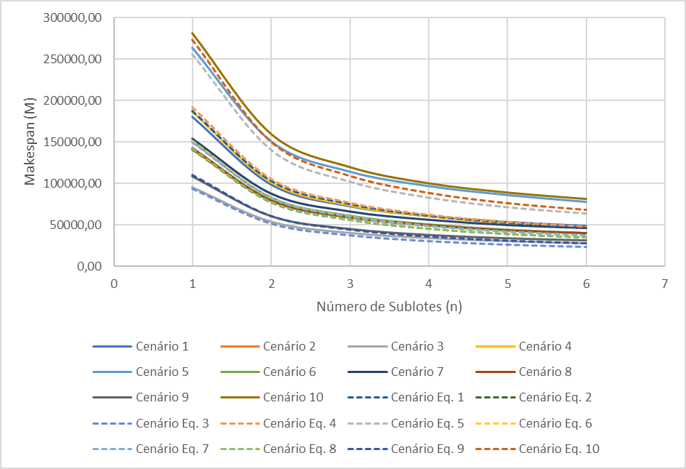 300000,00
250000,00
200000,00
150000,00
100000,00
50000,00
0,00
Makespan (M)
0 1 2 3 4 5 6 7
Número de Sublotes (n)
Cenário 1 Cenário 2 Cenário 3 Cenário 4
Cenário 5 Cenário 6 Cenário 7 Cenário 8
Cenário 9 Cenário 10 Cenário Eq. 1 Cenário Eq. 2
Cenário Eq. 3 Cenário Eq. 4 Cenário Eq. 5 Cenário Eq. 6
Cenário Eq. 7 Cenário Eq. 8 Cenário Eq. 9 Cenário Eq. 10